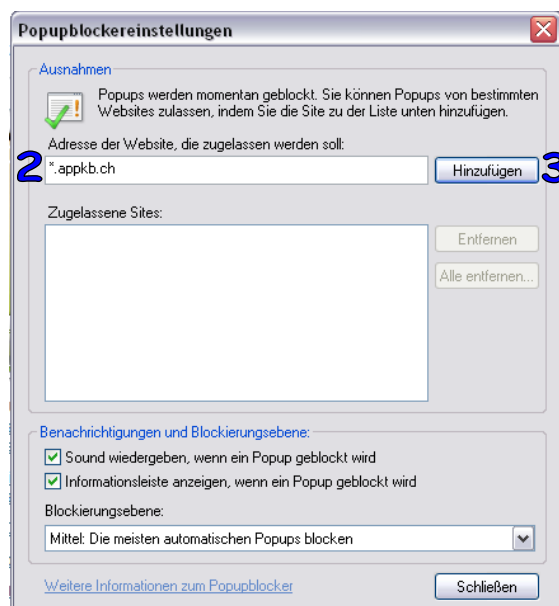 Popupblockereinstellungen
Ausnahmen
Popups werden momentan geblockt. Sie können Popups von bestimmten
Websites zulassen, indem Sie die Site zu der Liste unten hinzufügen.
Adresse der Website, die zugelassen werden soll:
2 *.appkb.ch Hinzufügen 3
Zugelassene Sites:
Entfernen
Alle entfernen...
Benachrichtigungen und Blockierungsebene:
Sound wiedergeben, wenn ein Popup geblockt wird
Informationsleiste anzeigen, wenn ein Popup geblockt wird
Blockierungsebene:
Mittel: Die meisten automatischen Popups blocken
Weitere Informationen zum Popupblocker Schließen